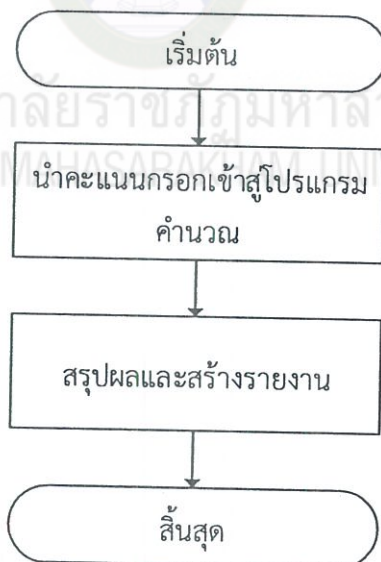 เริ่มต้น
นำคะแนนกรอกเข้าสู่โปรแกรม
คำนวณ
สรุปผลและสร้างรายงาน
สิ้นสุด